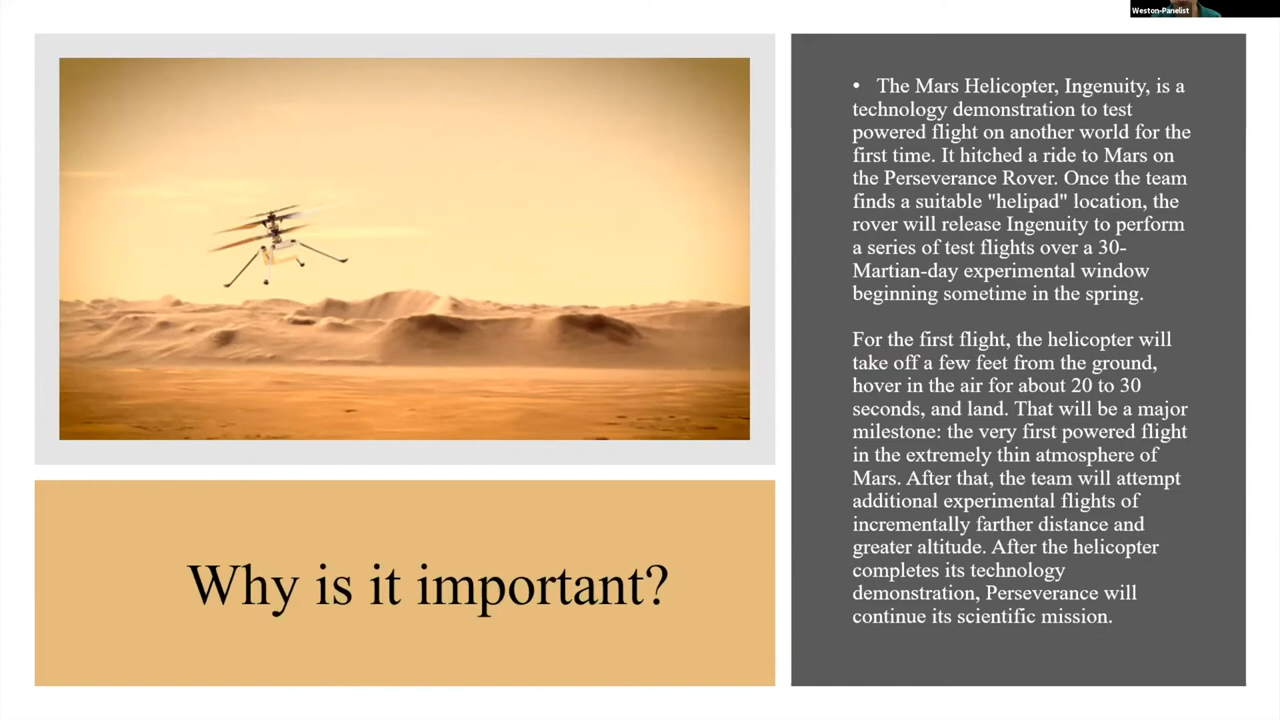 Weston-Panelist
• The Mars Helicopter, Ingenuity, is a
technology demonstration to test
powered flight on another world for the
first time. It hitched a ride to Mars on
the Perseverance Rover. Once the team
finds a suitable "helipad" location, the
rover will release Ingenuity to perform
a series of test flights over a 30-
Martian-day experimental window
beginning sometime in the spring.
For the first flight, the helicopter will
take off a few feet from the ground,
hover in the air for about 20 to 30
seconds, and land. That will be a major
milestone: the very first powered flight
in the extremely thin atmosphere of
Mars. After that, the team will attempt
additional experimental flights of
incrementally farther distance and
greater altitude. After the helicopter
completes its technology
demonstration, Perseverance will
continue its scientific mission.
Why is it important?